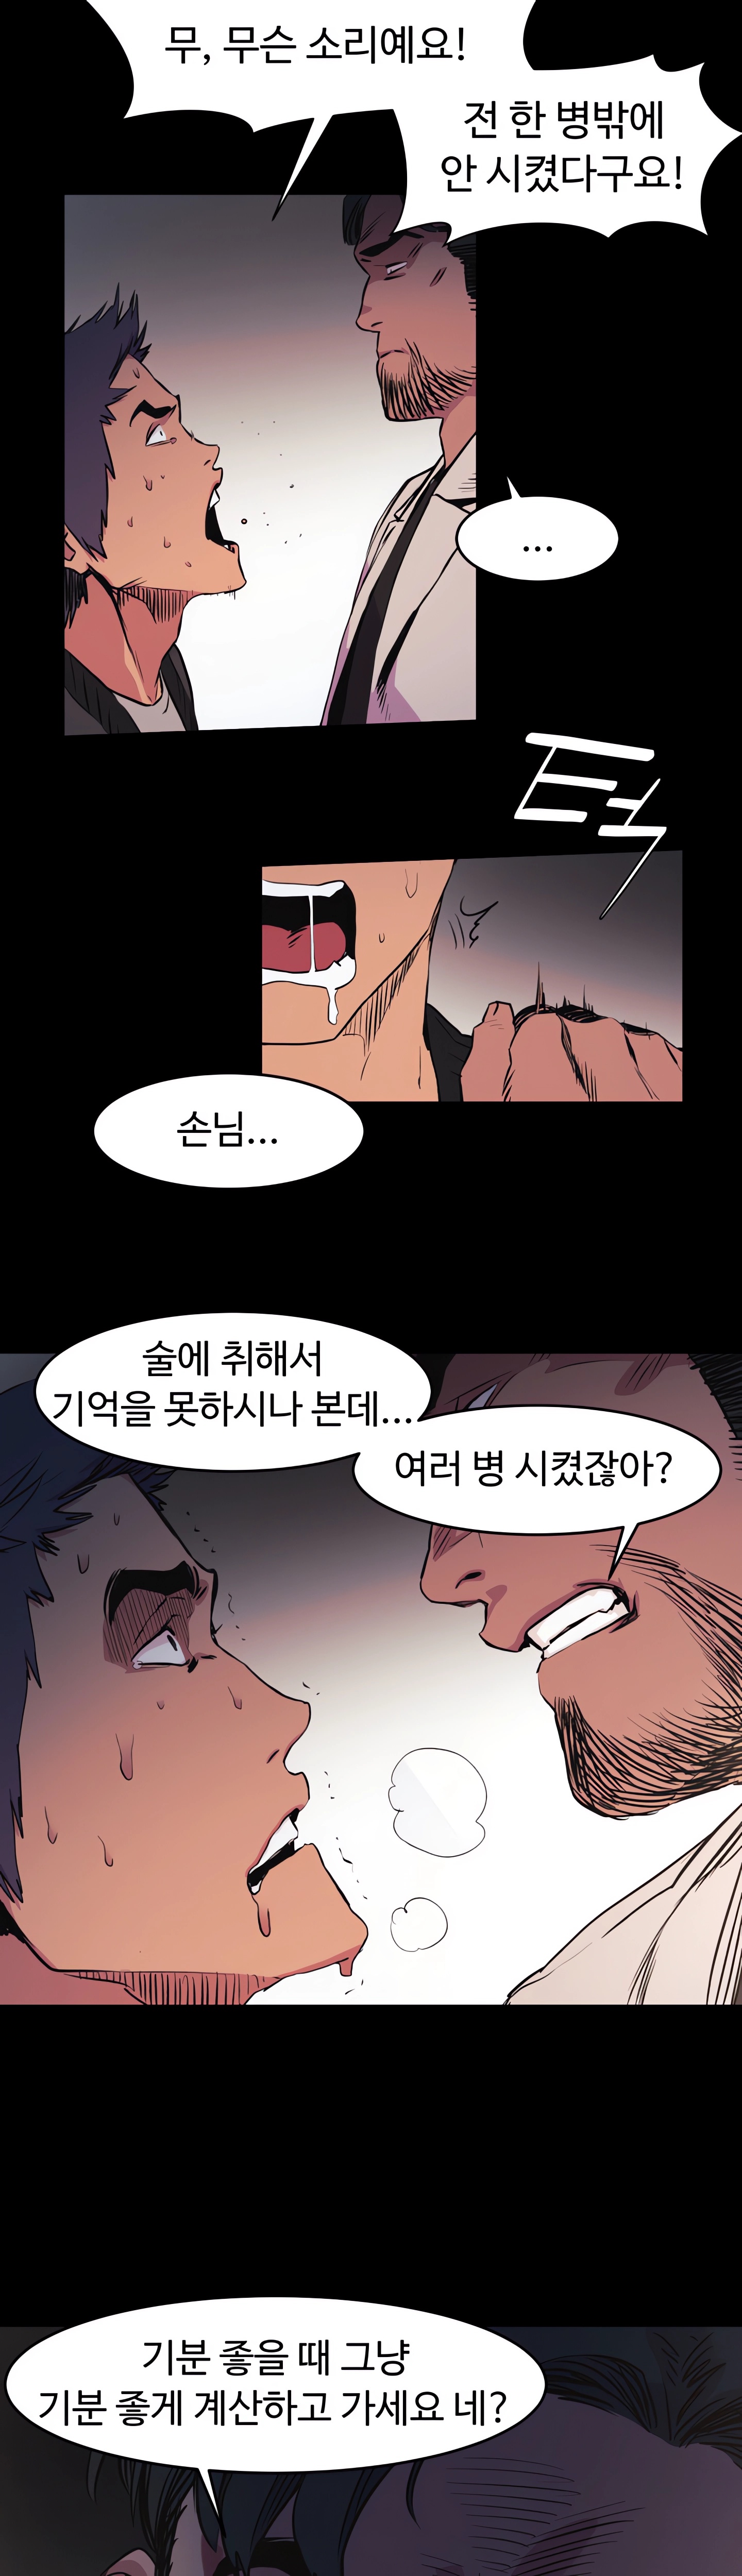 무, 무슨 소리예요!
전 한 병밖에
안 시켰다구요!
...
턱
손님...
술에 취해서
기억을 못하시나 본데...
여러 병 시켰잖아?
기분 좋을 때 그냥
기분 좋게 계산하고 가세요 네?